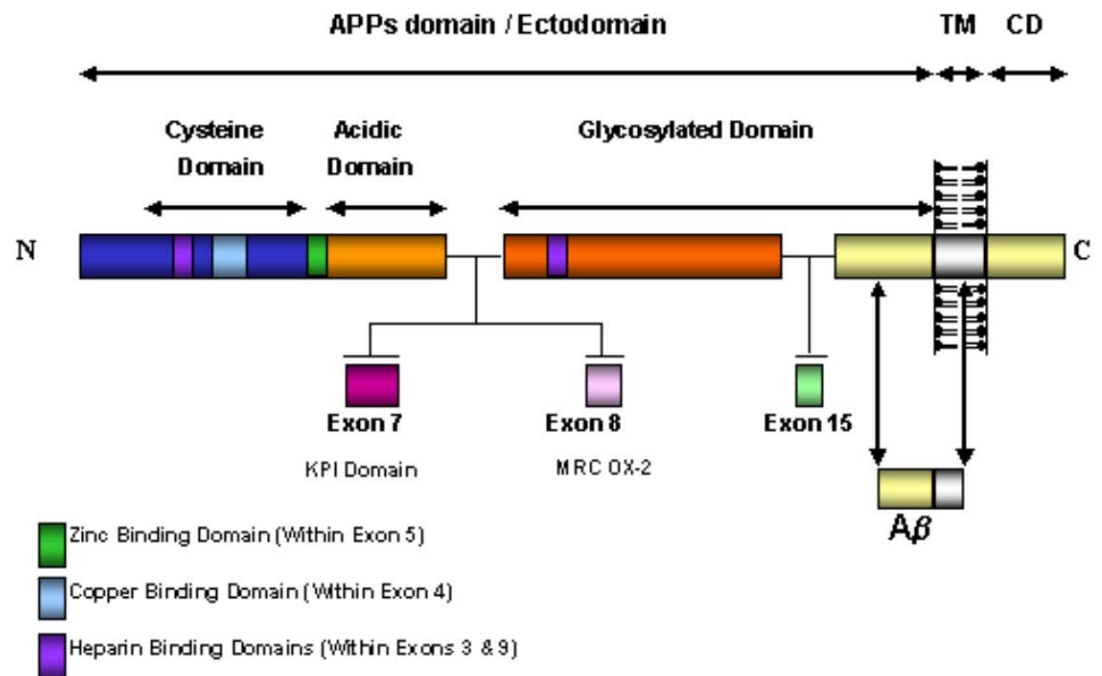 APPs domain / Ectodomain TM CD
Cysteine Domain
Acidic Domain
Glycosylated Domain
N
C
Exon 7
Exon 8
Exon 15
KPI Domain
MRC OX-2
Aβ
Zinc Binding Domain (Within Exon 5)
Copper Binding Domain (Within Exon 4)
Heparin Binding Domains (Within Exons 3 & 9)